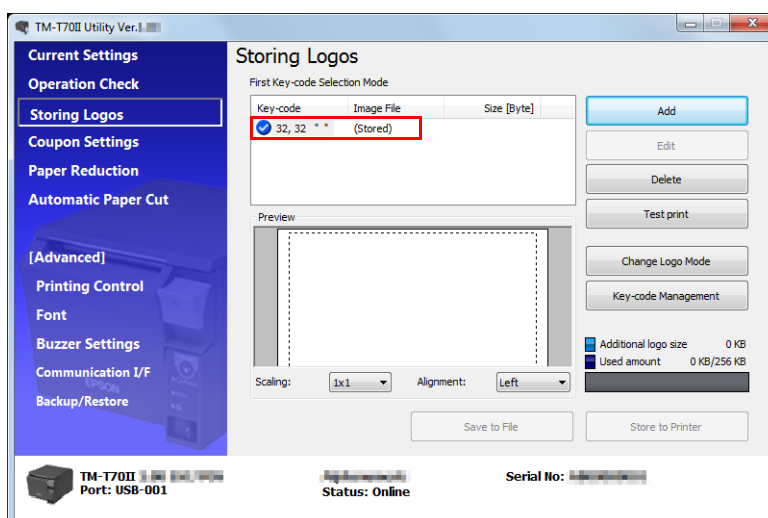 TM-T70II Utility Ver.
Current Settings
Operation Check
Storing Logos
Coupon Settings
Paper Reduction
Automatic Paper Cut
[Advanced]
Printing Control
Font
Buzzer Settings
Communication I/F
Backup/Restore
EPSON
Storing Logos
First Key-code Selection Mode
Key-code Image File Size [Byte]
32, 32 " " (Stored)
Preview
Scaling: 1x1 Alignment: Left
Save to File
Add
Edit
Delete
Test print
Change Logo Mode
Key-code Management
Additional logo size 0 KB
Used amount 0 KB/256 KB
Store to Printer
TM-T70II
Port: USB-001
Status: Online
Serial No: